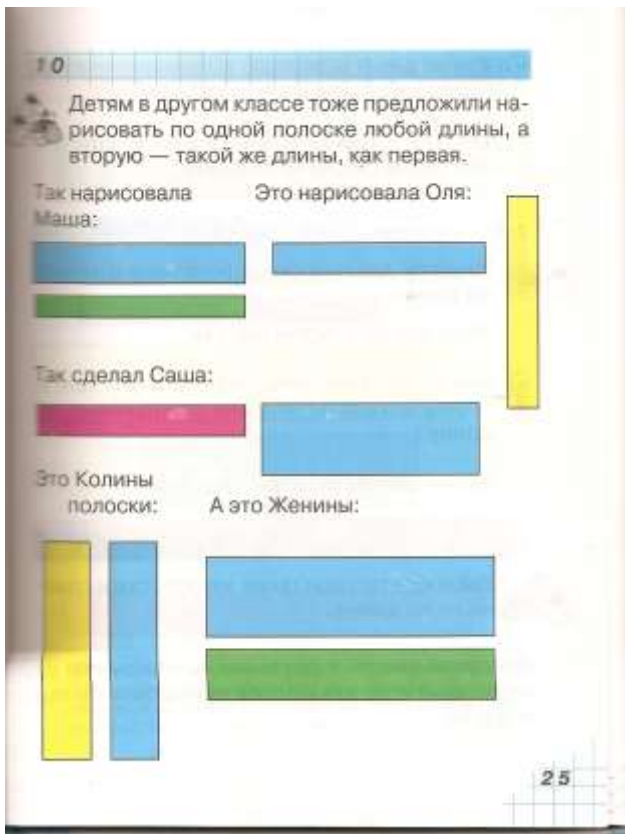 10
Детям в другом классе тоже предложили на-
рисовать по одной полоске любой длины, а
вторую — такой же длины, как первая.
Так нарисовала
Маша:
Это нарисовала Оля:
Так сделал Саша:
Это Колины
полоски:
А это Женины:
25